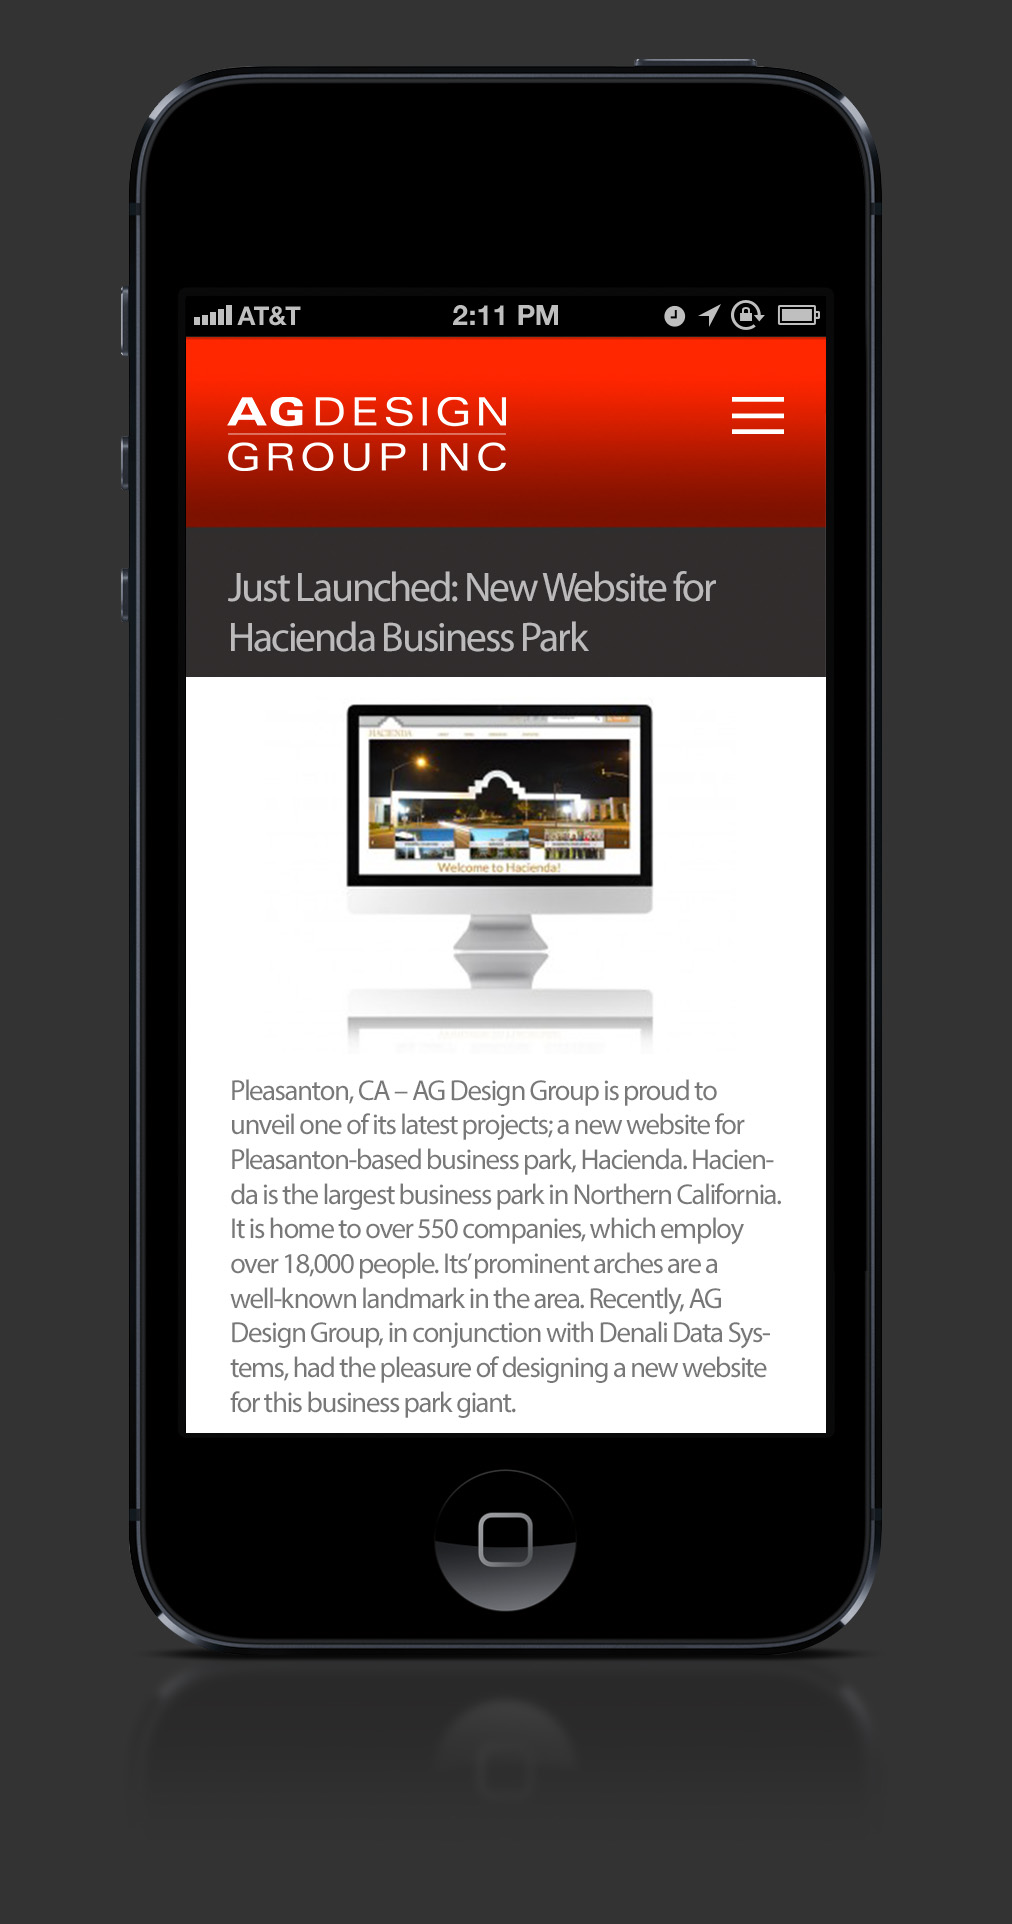 AT&T 2:11 PM
AG DESIGN
GROUP INC
Just Launched: New Website for
Hacienda Business Park
HACIENDA
Welcome to Hacienda!
Pleasanton, CA – AG Design Group is proud to
unveil one of its latest projects; a new website for
Pleasanton-based business park, Hacienda. Hacien-
da is the largest business park in Northern California.
It is home to over 550 companies, which employ
over 18,000 people. Its’ prominent arches are a
well-known landmark in the area. Recently, AG
Design Group, in conjunction with Denali Data Sys-
tems, had the pleasure of designing a new website
for this business park giant.